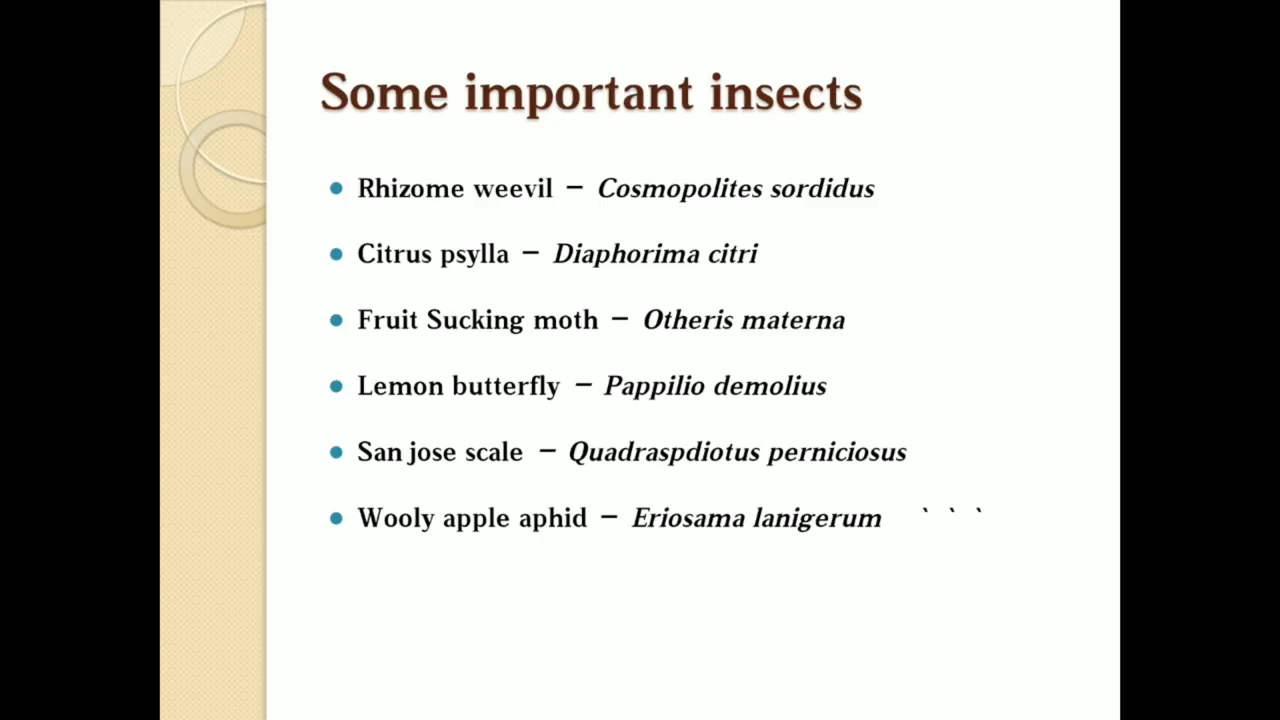 Some important insects
Rhizome weevil – Cosmopolites sordidus
Citrus psylla – Diaphorima citri
Fruit Sucking moth – Otheris materna
Lemon butterfly – Pappilio demolius
San jose scale – Quadraspdiotus perniciosus
Wooly apple aphid – Eriosama lanigerum ` ` `